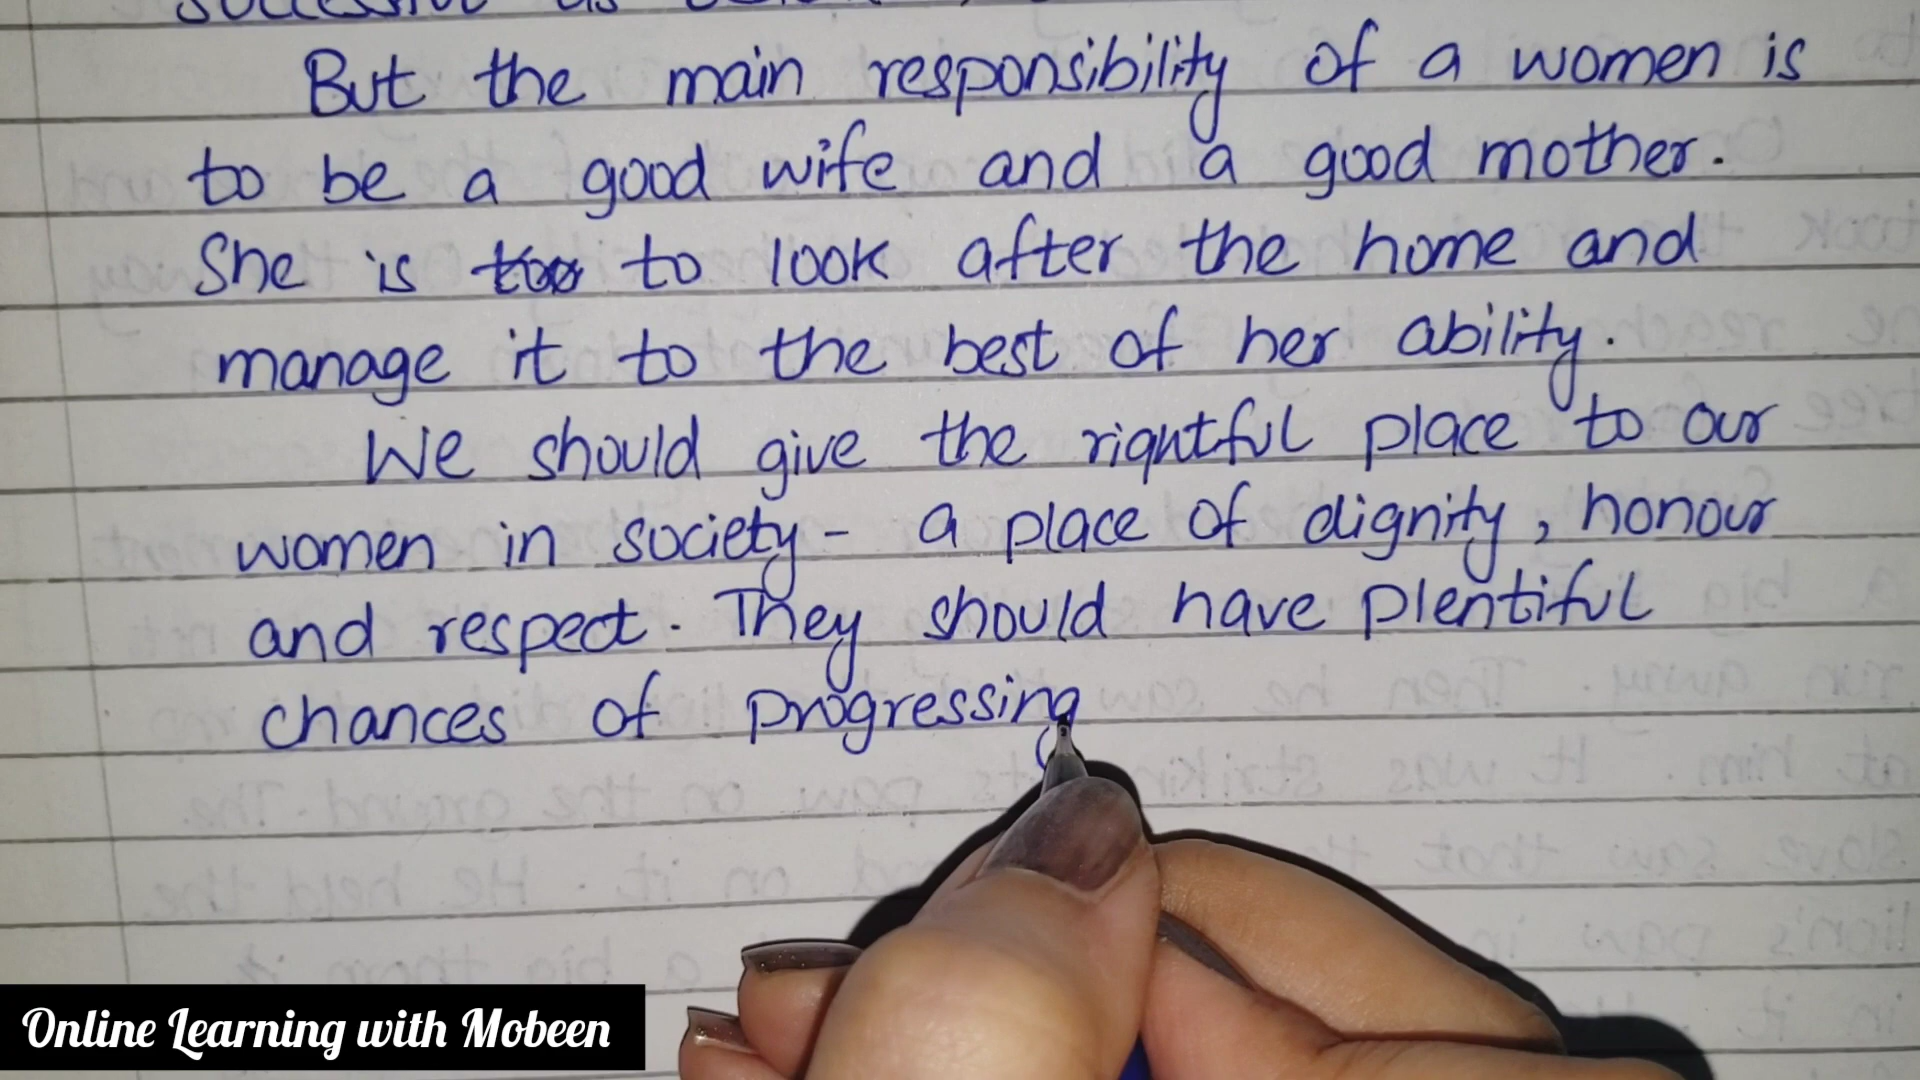 But the main responsibility of a women is
to be a good wife and a good mother.
She is to look after the home and
manage it to the best of her ability.
We should give the rigutful place to our
women in society - a place of dignity, honour
and respect. They should have plentiful
chances of progressing
Online Learning with Mobeen